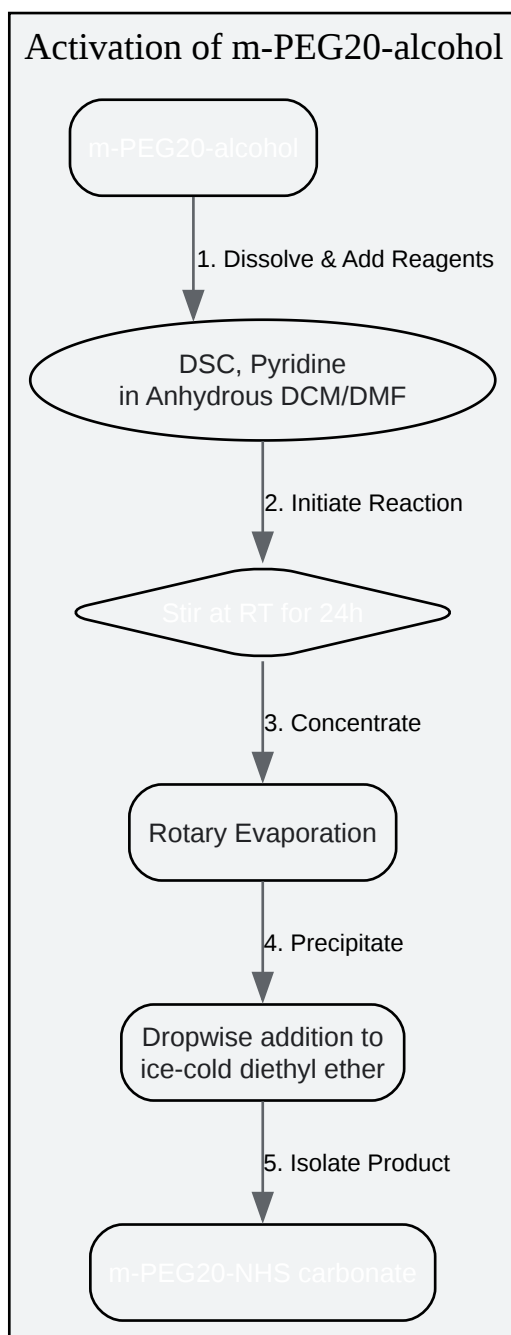 Activation of m-PEG20-alcohol
m-PEG20-alcohol
1. Dissolve & Add Reagents
DSC, Pyridine
in Anhydrous DCM/DMF
2. Initiate Reaction
Stir at RT for 24h
3. Concentrate
Rotary Evaporation
4. Precipitate
Dropwise addition to
ice-cold diethyl ether
5. Isolate Product
m-PEG20-NHS carbonate